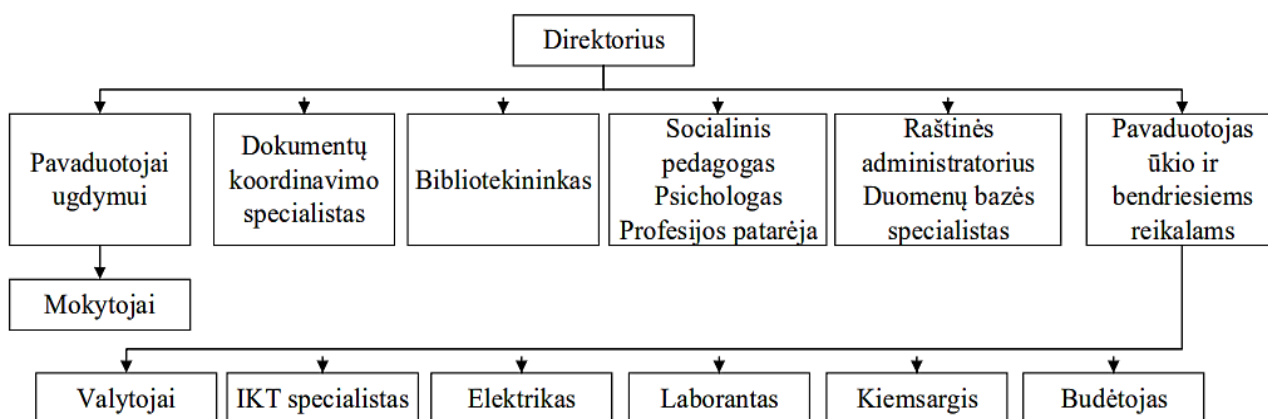 Direktorius
Pavaduotojai
ugdymui
Dokumentų
koordinavimo
specialistas
Bibliotekininkas
Socialinis
pedagogas
Psichologas
Profesijos patarėja
Raštinės
administratorius
Duomenų bazės
specialistas
Pavaduotojas
ūkio ir
bendriesiems
reikalams
Mokytojai
Valytojai
IKT specialistas
Elektrikas
Laborantas
Kiemsargis
Budėtojas